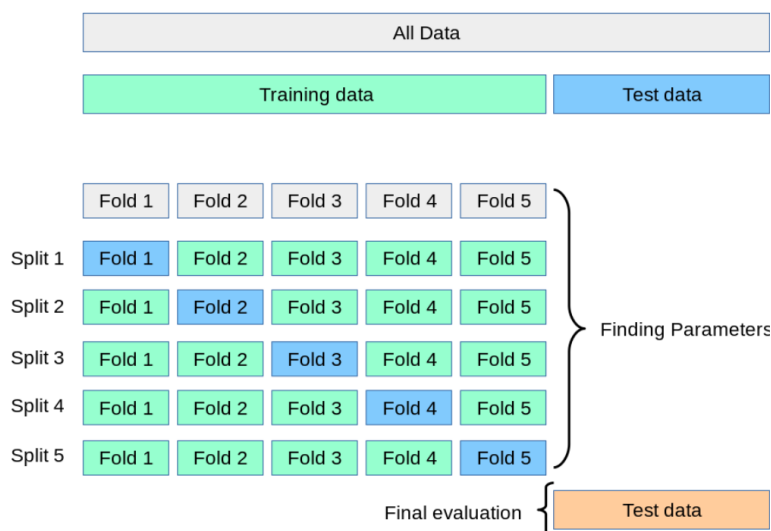 All Data
Training data Test data
Fold 1 Fold 2 Fold 3 Fold 4 Fold 5
Split 1 Fold 1 Fold 2 Fold 3 Fold 4 Fold 5
Split 2 Fold 1 Fold 2 Fold 3 Fold 4 Fold 5
Finding Parameters
Split 3 Fold 1 Fold 2 Fold 3 Fold 4 Fold 5
Split 4 Fold 1 Fold 2 Fold 3 Fold 4 Fold 5
Split 5 Fold 1 Fold 2 Fold 3 Fold 4 Fold 5
Final evaluation Test data